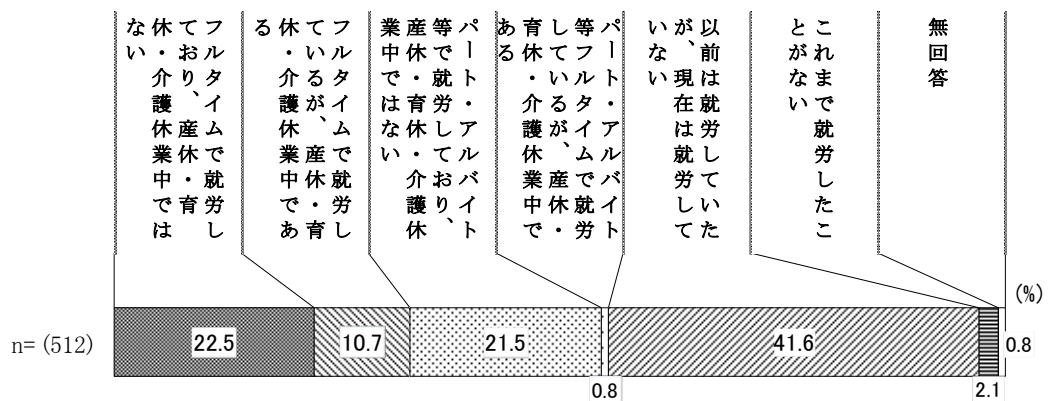 フルタイムで就労し
ており、産休・育
休・介護休業中では
ない
フルタイムで就労し
ているが、産休・育
休・介護休業中であ
る
パート・アルバイト
等で就労しており、
産休・育休・介護休
業中ではない
パート・アルバイト
等フルタイムで就労
しているが、産休・
育休・介護休業中で
ある
以前は就労していた
が、現在は就労して
いない
これまで就労したこ
とがない
無回答
(%)
n=(512)
22.5
10.7
21.5
0.8
41.6
2.1
0.8